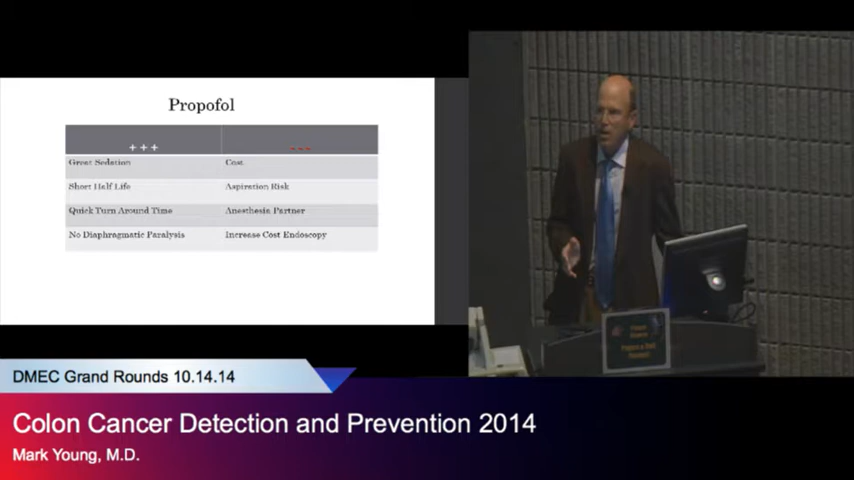 Propofol
+ + +
- - -
Great Sedation
Cost
Short Half Life
Aspiration Risk
Quick Turn Around Time
Anesthesia Partner
No Diaphragmatic Paralysis
Increase Cost Endoscopy
DMEC Grand Rounds 10.14.14
Colon Cancer Detection and Prevention 2014
Mark Young, M.D.